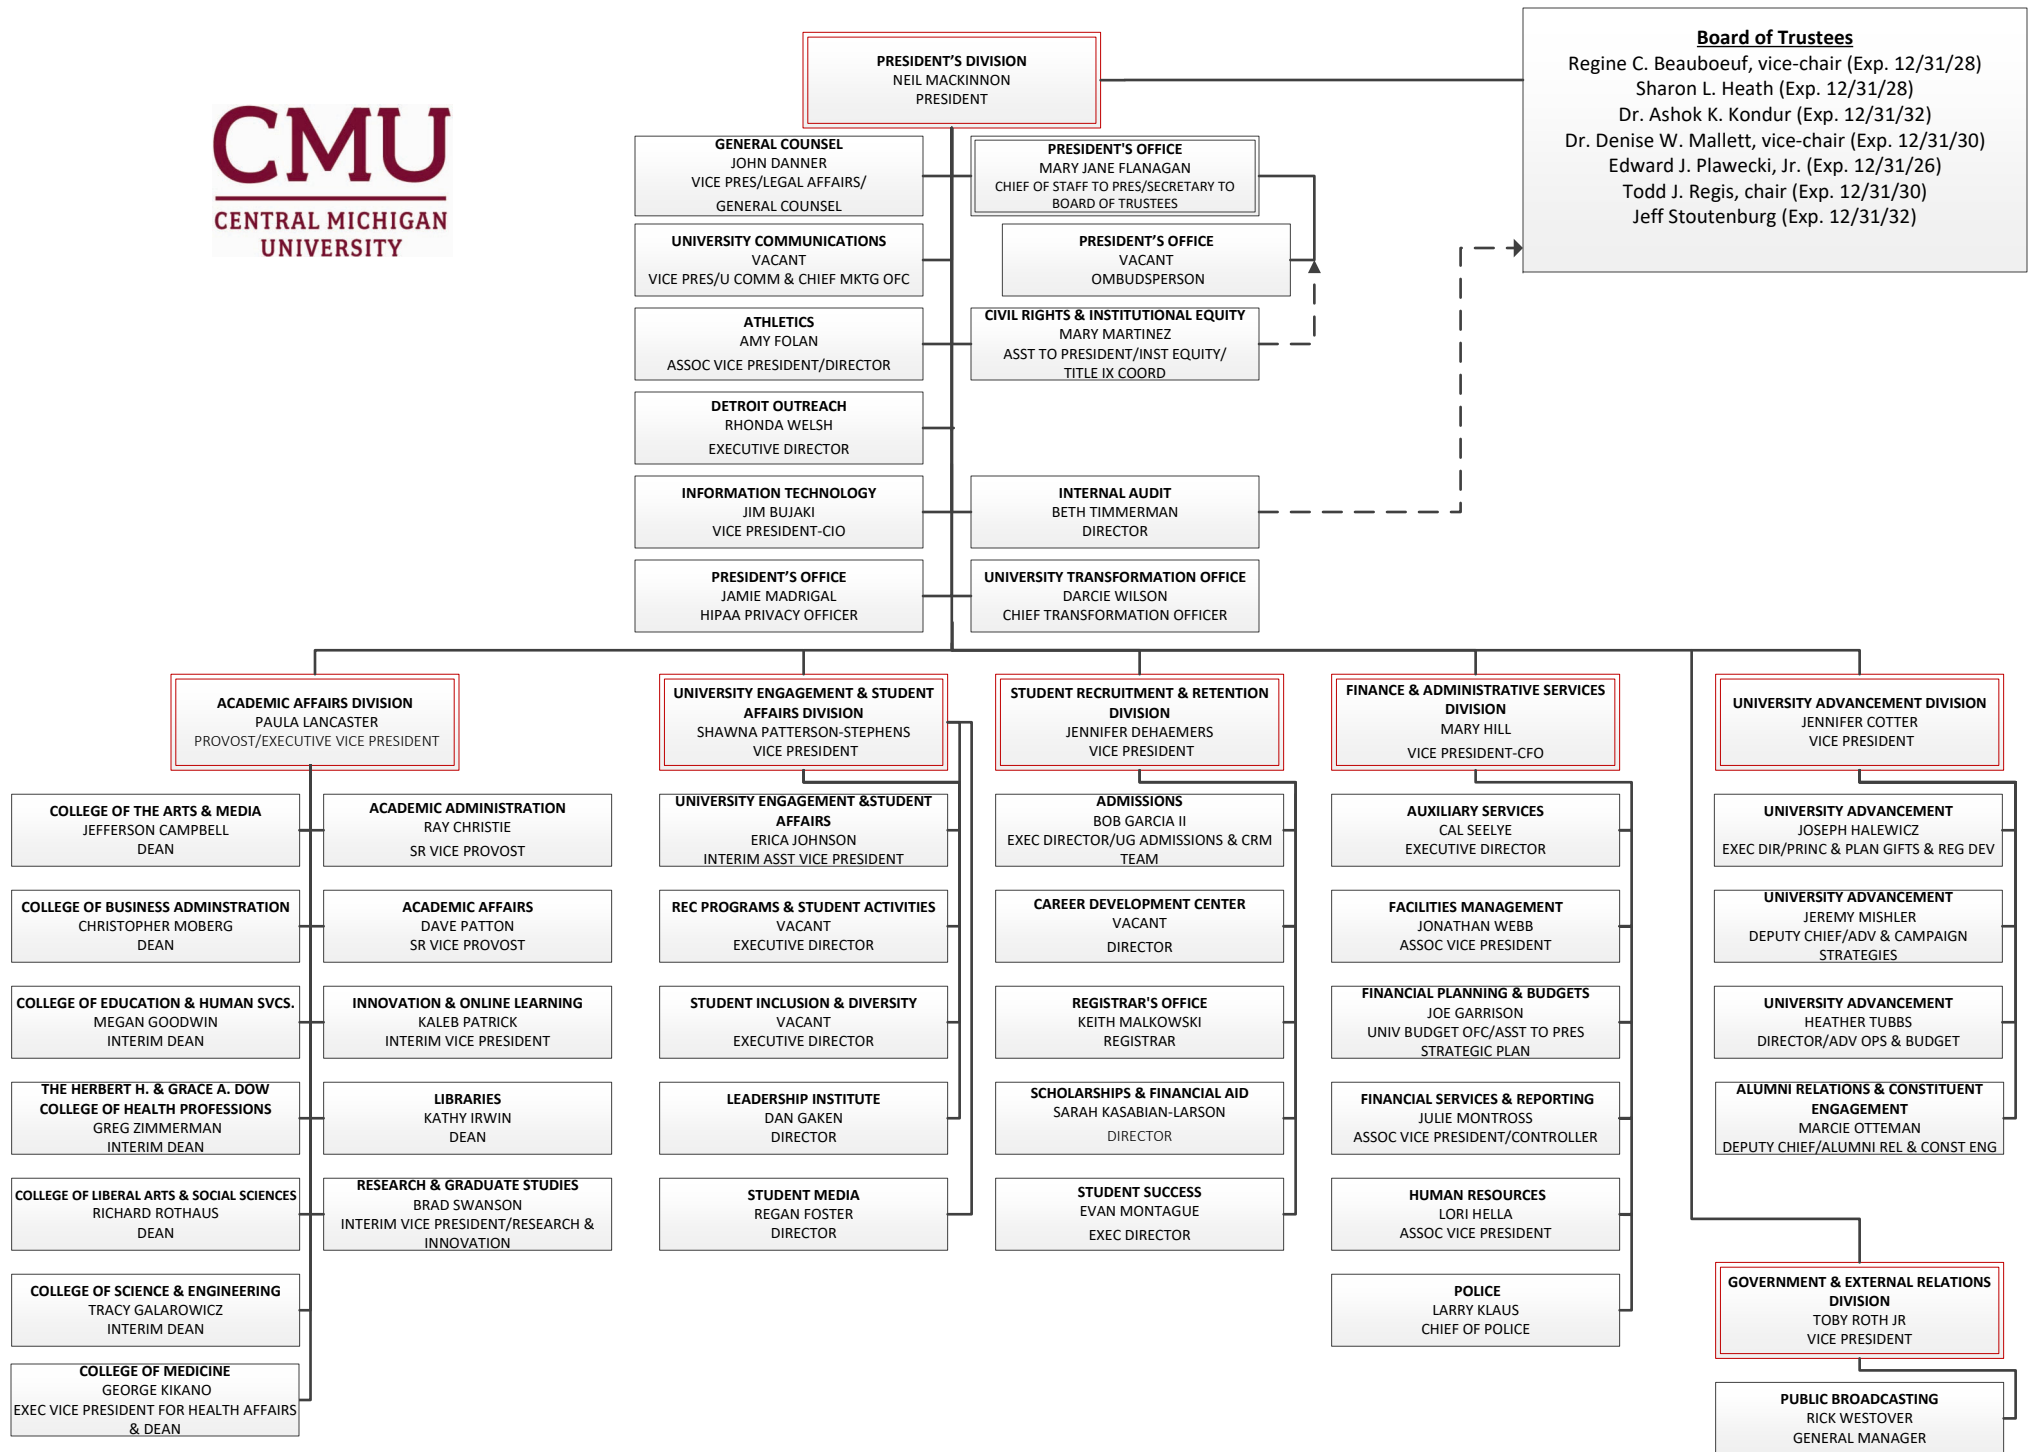 CMU
CENTRAL MICHIGAN
UNIVERSITY
PRESIDENT’S DIVISION
NEIL MACKINNON
PRESIDENT
Board of Trustees
Regine C. Beauboeuf, vice-chair (Exp. 12/31/28)
Sharon L. Heath (Exp. 12/31/28)
Dr. Ashok K. Kondur (Exp. 12/31/32)
Dr. Denise W. Mallett, vice-chair (Exp. 12/31/30)
Edward J. Plawecki, Jr. (Exp. 12/31/26)
Todd J. Regis, chair (Exp. 12/31/30)
Jeff Stoutenburg (Exp. 12/31/32)
GENERAL COUNSEL
JOHN DANNER
VICE PRES/LEGAL AFFAIRS/
GENERAL COUNSEL
PRESIDENT'S OFFICE
MARY JANE FLANAGAN
CHIEF OF STAFF TO PRES/SECRETARY TO
BOARD OF TRUSTEES
UNIVERSITY COMMUNICATIONS
VACANT
VICE PRES/U COMM & CHIEF MKTG OFC
PRESIDENT’S OFFICE
VACANT
OMBUDSPERSON
ATHLETICS
AMY FOLAN
ASSOC VICE PRESIDENT/DIRECTOR
CIVIL RIGHTS & INSTITUTIONAL EQUITY
MARY MARTINEZ
ASST TO PRESIDENT/INST EQUITY/
TITLE IX COORD
DETROIT OUTREACH
RHONDA WELSH
EXECUTIVE DIRECTOR
INFORMATION TECHNOLOGY
JIM BUJAKI
VICE PRESIDENT-CIO
INTERNAL AUDIT
BETH TIMMERMAN
DIRECTOR
PRESIDENT’S OFFICE
JAMIE MADRIGAL
HIPAA PRIVACY OFFICER
UNIVERSITY TRANSFORMATION OFFICE
DARCIE WILSON
CHIEF TRANSFORMATION OFFICER
ACADEMIC AFFAIRS DIVISION
PAULA LANCASTER
PROVOST/EXECUTIVE VICE PRESIDENT
COLLEGE OF THE ARTS & MEDIA
JEFFERSON CAMPBELL
DEAN
ACADEMIC ADMINISTRATION
RAY CHRISTIE
SR VICE PROVOST
COLLEGE OF BUSINESS ADMINSTRATION
CHRISTOPHER MOBERG
DEAN
ACADEMIC AFFAIRS
DAVE PATTON
SR VICE PROVOST
COLLEGE OF EDUCATION & HUMAN SVCS.
MEGAN GOODWIN
INTERIM DEAN
INNOVATION & ONLINE LEARNING
KALEB PATRICK
INTERIM VICE PRESIDENT
THE HERBERT H. & GRACE A. DOW
COLLEGE OF HEALTH PROFESSIONS
GREG ZIMMERMAN
INTERIM DEAN
LIBRARIES
KATHY IRWIN
DEAN
COLLEGE OF LIBERAL ARTS & SOCIAL SCIENCES
RICHARD ROTHAUS
DEAN
RESEARCH & GRADUATE STUDIES
BRAD SWANSON
INTERIM VICE PRESIDENT/RESEARCH &
INNOVATION
COLLEGE OF SCIENCE & ENGINEERING
TRACY GALAROWICZ
INTERIM DEAN
COLLEGE OF MEDICINE
GEORGE KIKANO
EXEC VICE PRESIDENT FOR HEALTH AFFAIRS
& DEAN
UNIVERSITY ENGAGEMENT & STUDENT
AFFAIRS DIVISION
SHAWNA PATTERSON-STEPHENS
VICE PRESIDENT
UNIVERSITY ENGAGEMENT &STUDENT
AFFAIRS
ERICA JOHNSON
INTERIM ASST VICE PRESIDENT
REC PROGRAMS & STUDENT ACTIVITIES
VACANT
EXECUTIVE DIRECTOR
STUDENT INCLUSION & DIVERSITY
VACANT
EXECUTIVE DIRECTOR
LEADERSHIP INSTITUTE
DAN GAKEN
DIRECTOR
STUDENT MEDIA
REGAN FOSTER
DIRECTOR
STUDENT RECRUITMENT & RETENTION
DIVISION
JENNIFER DEHAEMERS
VICE PRESIDENT
ADMISSIONS
BOB GARCIA II
EXEC DIRECTOR/UG ADMISSIONS & CRM
TEAM
CAREER DEVELOPMENT CENTER
VACANT
DIRECTOR
REGISTRAR'S OFFICE
KEITH MALKOWSKI
REGISTRAR
SCHOLARSHIPS & FINANCIAL AID
SARAH KASABIAN-LARSON
DIRECTOR
STUDENT SUCCESS
EVAN MONTAGUE
EXEC DIRECTOR
FINANCE & ADMINISTRATIVE SERVICES
DIVISION
MARY HILL
VICE PRESIDENT-CFO
AUXILIARY SERVICES
CAL SEELYE
EXECUTIVE DIRECTOR
FACILITIES MANAGEMENT
JONATHAN WEBB
ASSOC VICE PRESIDENT
FINANCIAL PLANNING & BUDGETS
JOE GARRISON
UNIV BUDGET OFC/ASST TO PRES
STRATEGIC PLAN
FINANCIAL SERVICES & REPORTING
JULIE MONTROSS
ASSOC VICE PRESIDENT/CONTROLLER
HUMAN RESOURCES
LORI HELLA
ASSOC VICE PRESIDENT
POLICE
LARRY KLAUS
CHIEF OF POLICE
UNIVERSITY ADVANCEMENT DIVISION
JENNIFER COTTER
VICE PRESIDENT
UNIVERSITY ADVANCEMENT
JOSEPH HALEWICZ
EXEC DIR/PRINC & PLAN GIFTS & REG DEV
UNIVERSITY ADVANCEMENT
JEREMY MISHLER
DEPUTY CHIEF/ADV & CAMPAIGN
STRATEGIES
UNIVERSITY ADVANCEMENT
HEATHER TUBBS
DIRECTOR/ADV OPS & BUDGET
ALUMNI RELATIONS & CONSTITUENT
ENGAGEMENT
MARCIE OTTEMAN
DEPUTY CHIEF/ALUMNI REL & CONST ENG
GOVERNMENT & EXTERNAL RELATIONS
DIVISION
TOBY ROTH JR
VICE PRESIDENT
PUBLIC BROADCASTING
RICK WESTOVER
GENERAL MANAGER